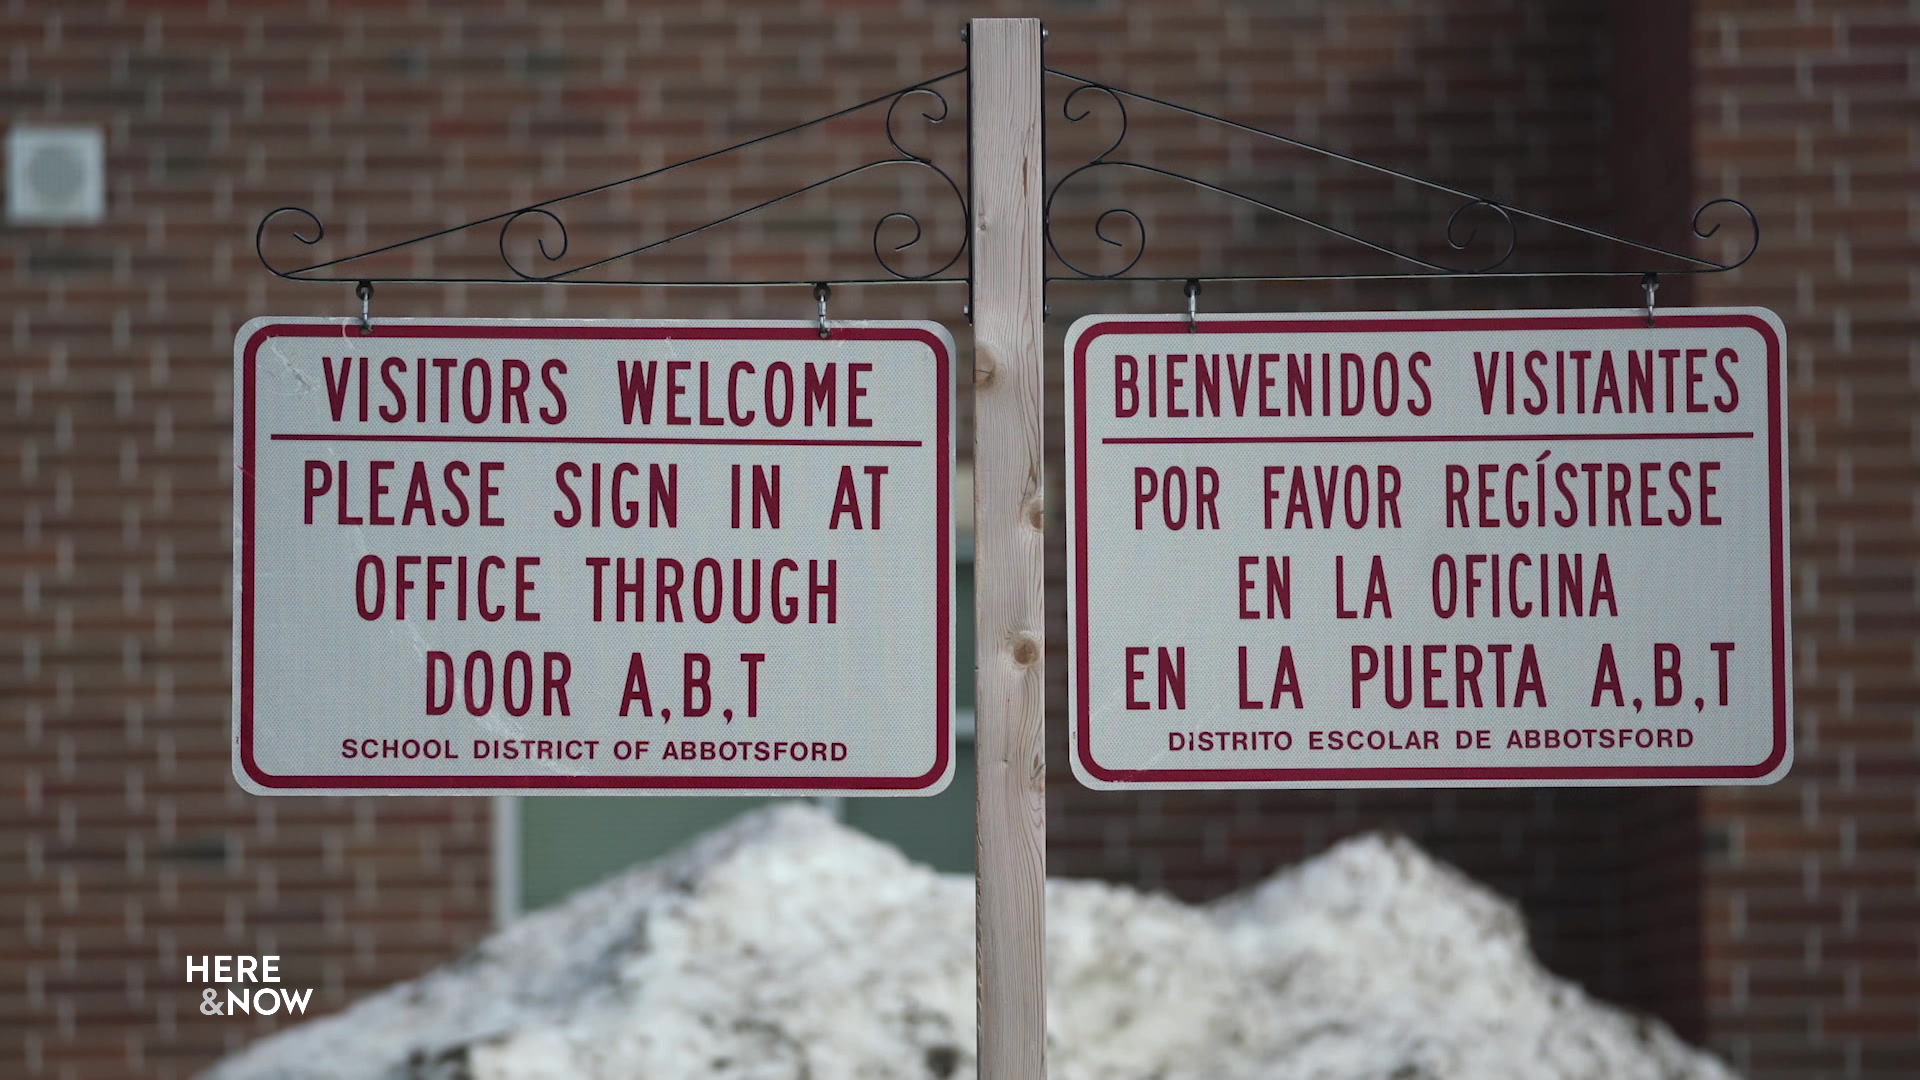 VISITORS WELCOME
PLEASE SIGN IN AT
OFFICE THROUGH
DOOR A,B,T
SCHOOL DISTRICT OF ABBOTSFORD
BIENVENIDOS VISITANTES
POR FAVOR REGÍSTRESE
EN LA OFICINA
EN LA PUERTA A,B,T
DISTRITO ESCOLAR DE ABBOTSFORD
HERE
&NOW